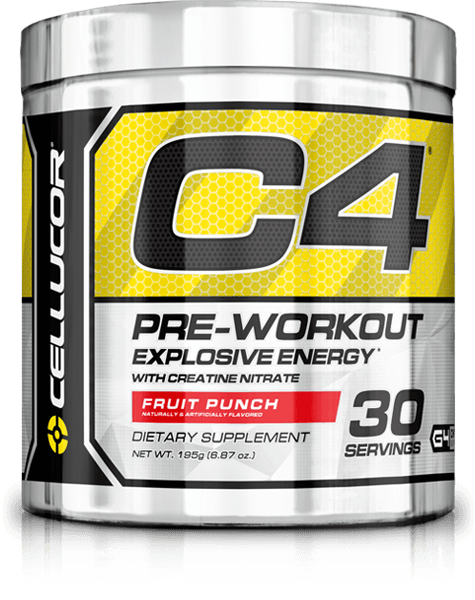 CELLUCOR®
C4®
PRE-WORKOUT
EXPLOSIVE ENERGY*
WITH CREATINE NITRATE
FRUIT PUNCH
NATURALLY & ARTIFICIALLY FLAVORED
30
SERVINGS
DIETARY SUPPLEMENT
NET WT. 195g (6.87 oz.)
G4